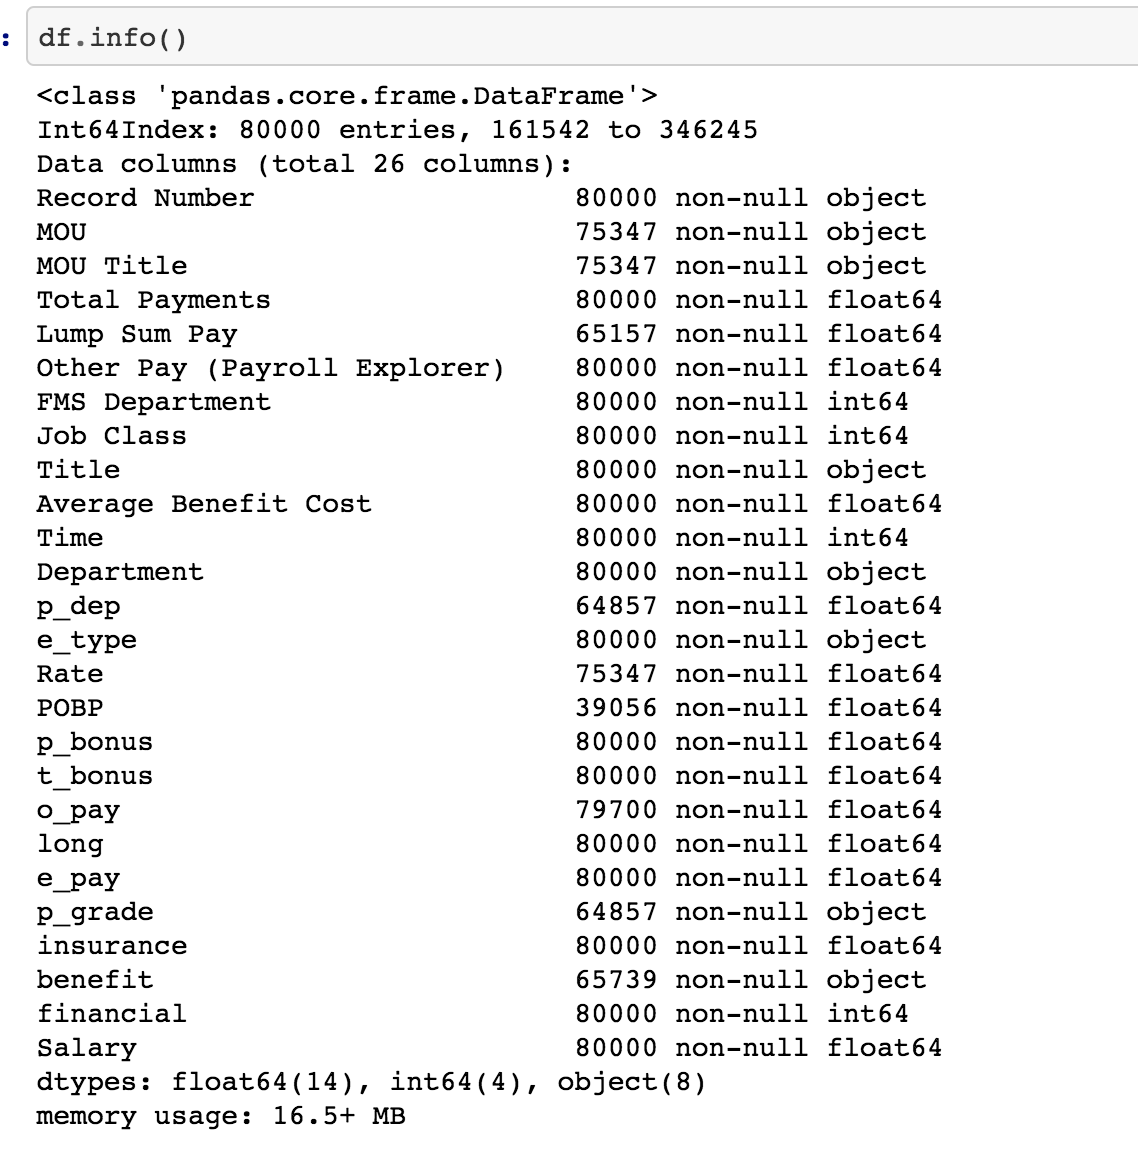 : df.info()
<class 'pandas.core.frame.DataFrame'>
Int64Index: 80000 entries, 161542 to 346245
Data columns (total 26 columns):
Record Number                   80000 non-null object
MOU                             75347 non-null object
MOU Title                       75347 non-null object
Total Payments                  80000 non-null float64
Lump Sum Pay                    65157 non-null float64
Other Pay (Payroll Explorer)    80000 non-null float64
FMS Department                  80000 non-null int64
Job Class                       80000 non-null int64
Title                           80000 non-null object
Average Benefit Cost            80000 non-null float64
Time                            80000 non-null int64
Department                      80000 non-null object
p_dep                           64857 non-null float64
e_type                          80000 non-null object
Rate                            75347 non-null float64
POBP                            39056 non-null float64
p_bonus                         80000 non-null float64
t_bonus                         80000 non-null float64
o_pay                           79700 non-null float64
long                            80000 non-null float64
e_pay                           80000 non-null float64
p_grade                         64857 non-null object
insurance                       80000 non-null float64
benefit                         65739 non-null object
financial                       80000 non-null int64
Salary                          80000 non-null float64
dtypes: float64(14), int64(4), object(8)
memory usage: 16.5+ MB